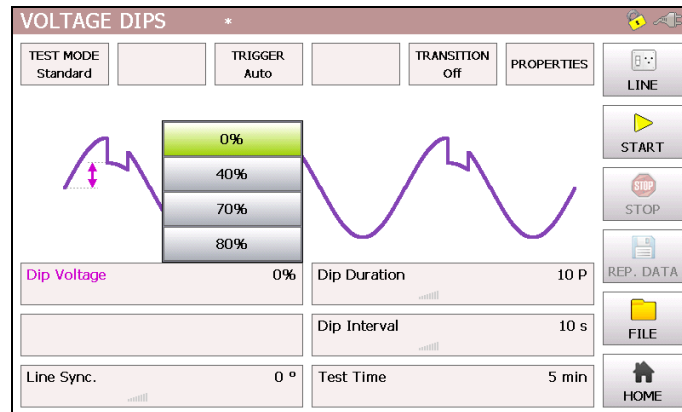 VOLTAGE DIPS *
TEST MODE
Standard
TRIGGER
Auto
TRANSITION
Off
PROPERTIES
LINE
START
STOP
STOP
REP. DATA
FILE
HOME
0%
40%
70%
80%
Dip Voltage 0%
Dip Duration 10 P
Dip Interval 10 s
Line Sync. 0 º
Test Time 5 min